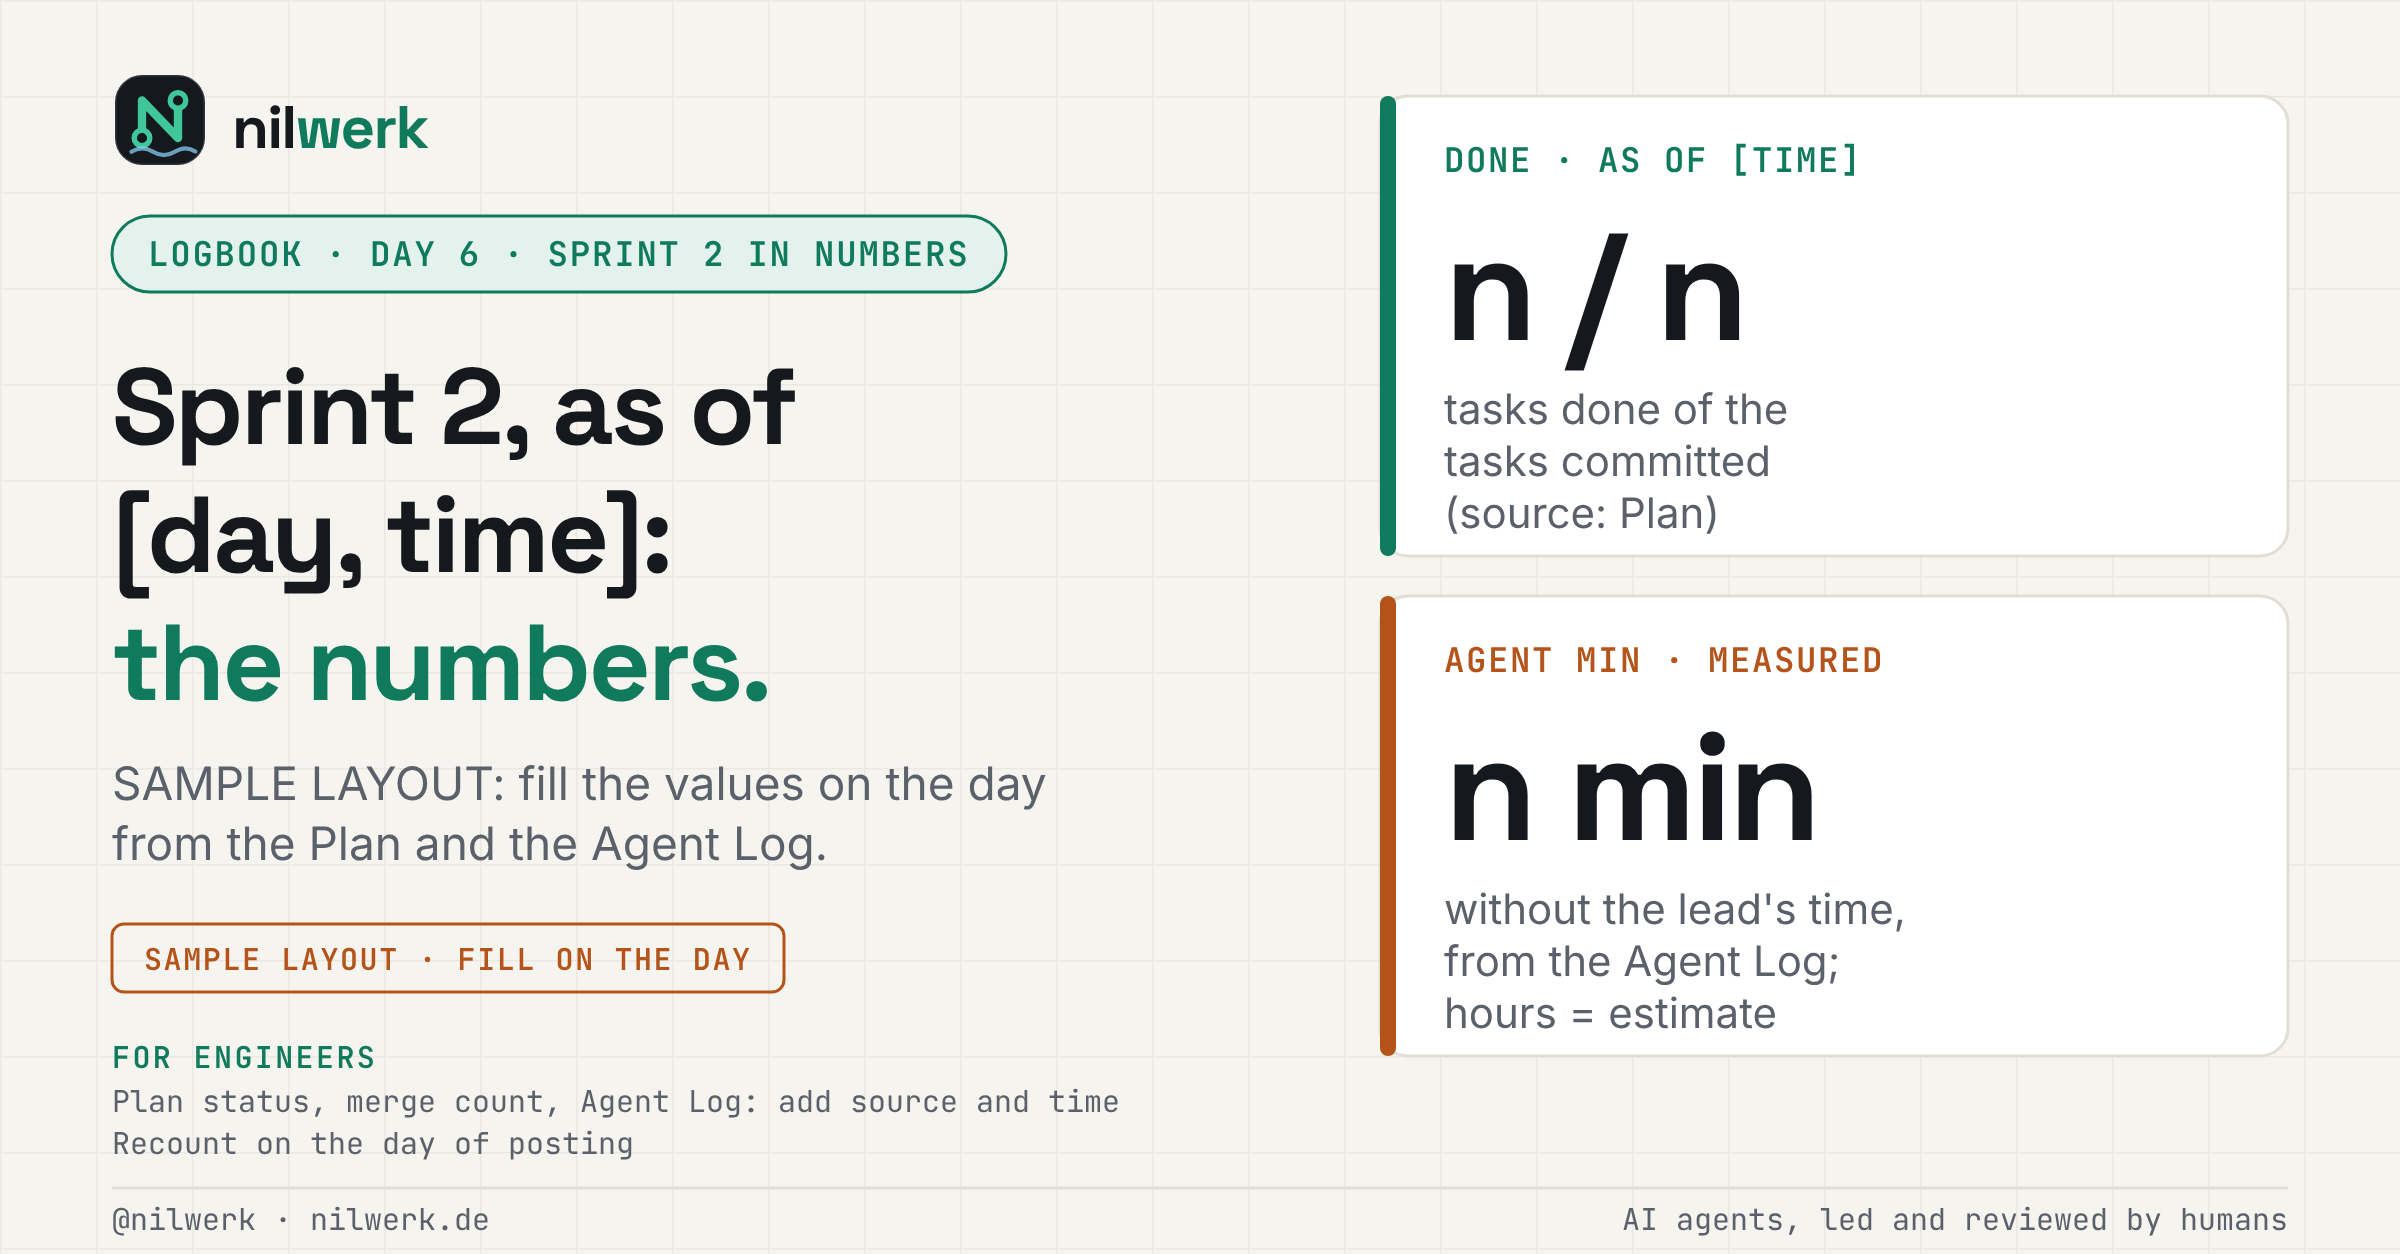 nilwerk
LOGBOOK · DAY 6 · SPRINT 2 IN NUMBERS
Sprint 2, as of
[day, time]:
the numbers.
SAMPLE LAYOUT: fill the values on the day
from the Plan and the Agent Log.
SAMPLE LAYOUT · FILL ON THE DAY
FOR ENGINEERS
Plan status, merge count, Agent Log: add source and time
Recount on the day of posting
DONE · AS OF [TIME]
n / n
tasks done of the
tasks committed
(source: Plan)
AGENT MIN · MEASURED
n min
without the lead's time,
from the Agent Log;
hours = estimate
@nilwerk · nilwerk.de
AI agents, led and reviewed by humans